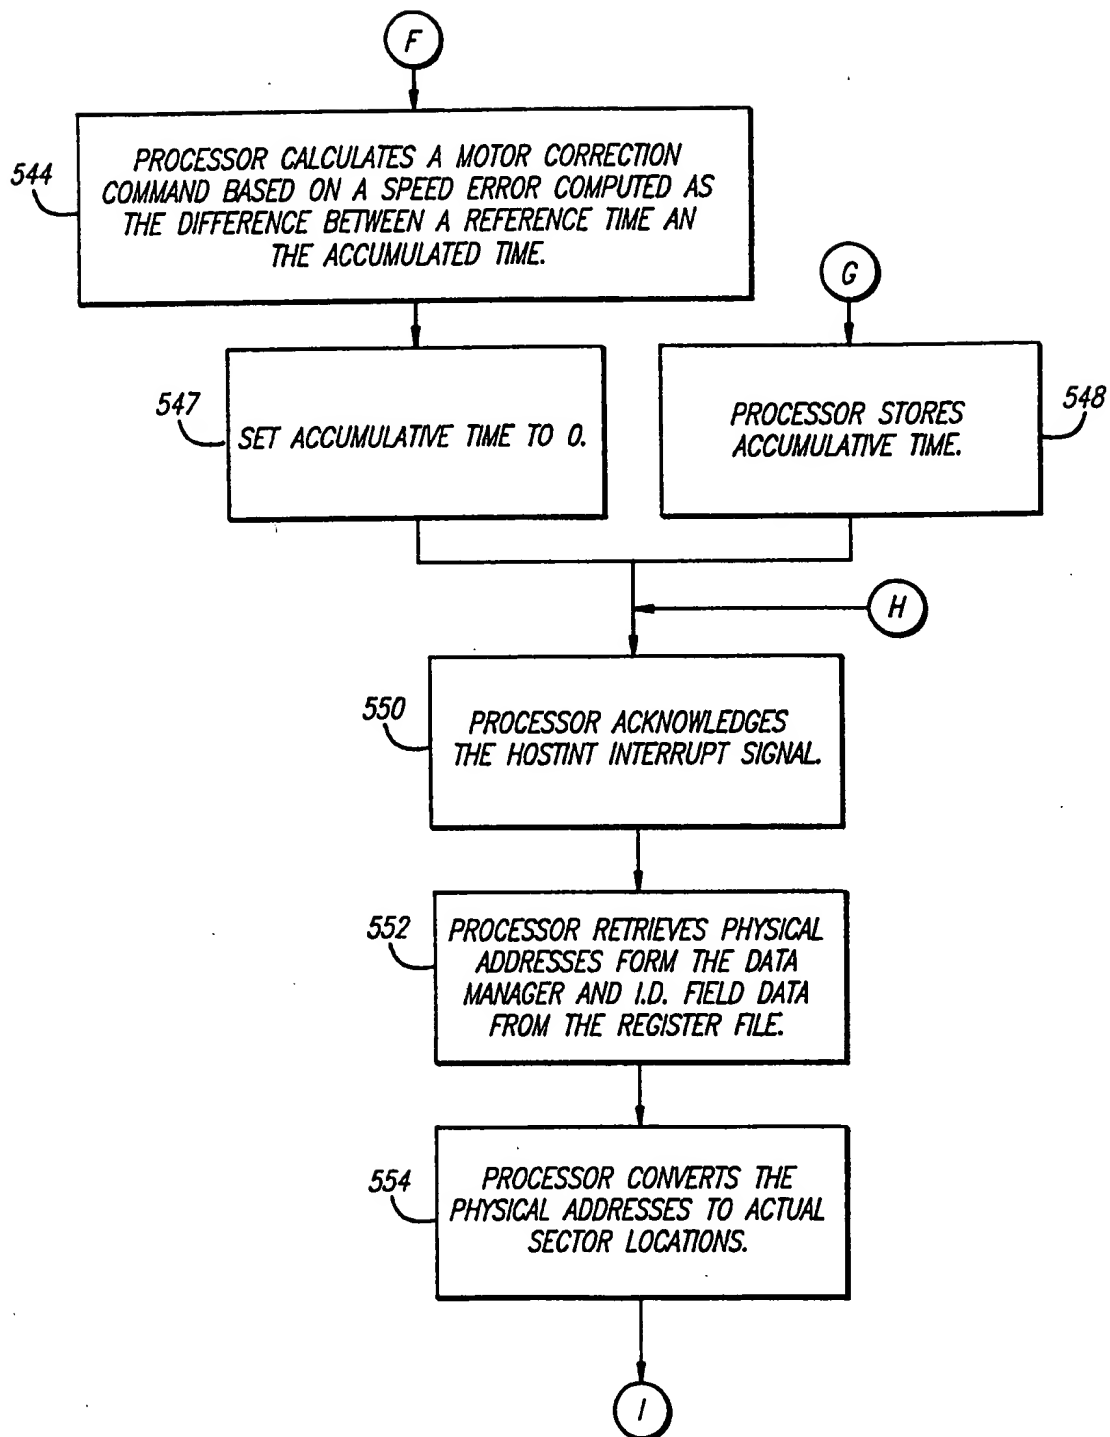 F
544
PROCESSOR CALCULATES A MOTOR CORRECTION
COMMAND BASED ON A SPEED ERROR COMPUTED AS
THE DIFFERENCE BETWEEN A REFERENCE TIME AN
THE ACCUMULATED TIME.
G
547
SET ACCUMULATIVE TIME TO 0.
PROCESSOR STORES
ACCUMULATIVE TIME.
548
H
550
PROCESSOR ACKNOWLEDGES
THE HOSTINT INTERRUPT SIGNAL.
552
PROCESSOR RETRIEVES PHYSICAL
ADDRESSES FORM THE DATA
MANAGER AND I.D. FIELD DATA
FROM THE REGISTER FILE.
554
PROCESSOR CONVERTS THE
PHYSICAL ADDRESSES TO ACTUAL
SECTOR LOCATIONS.
I